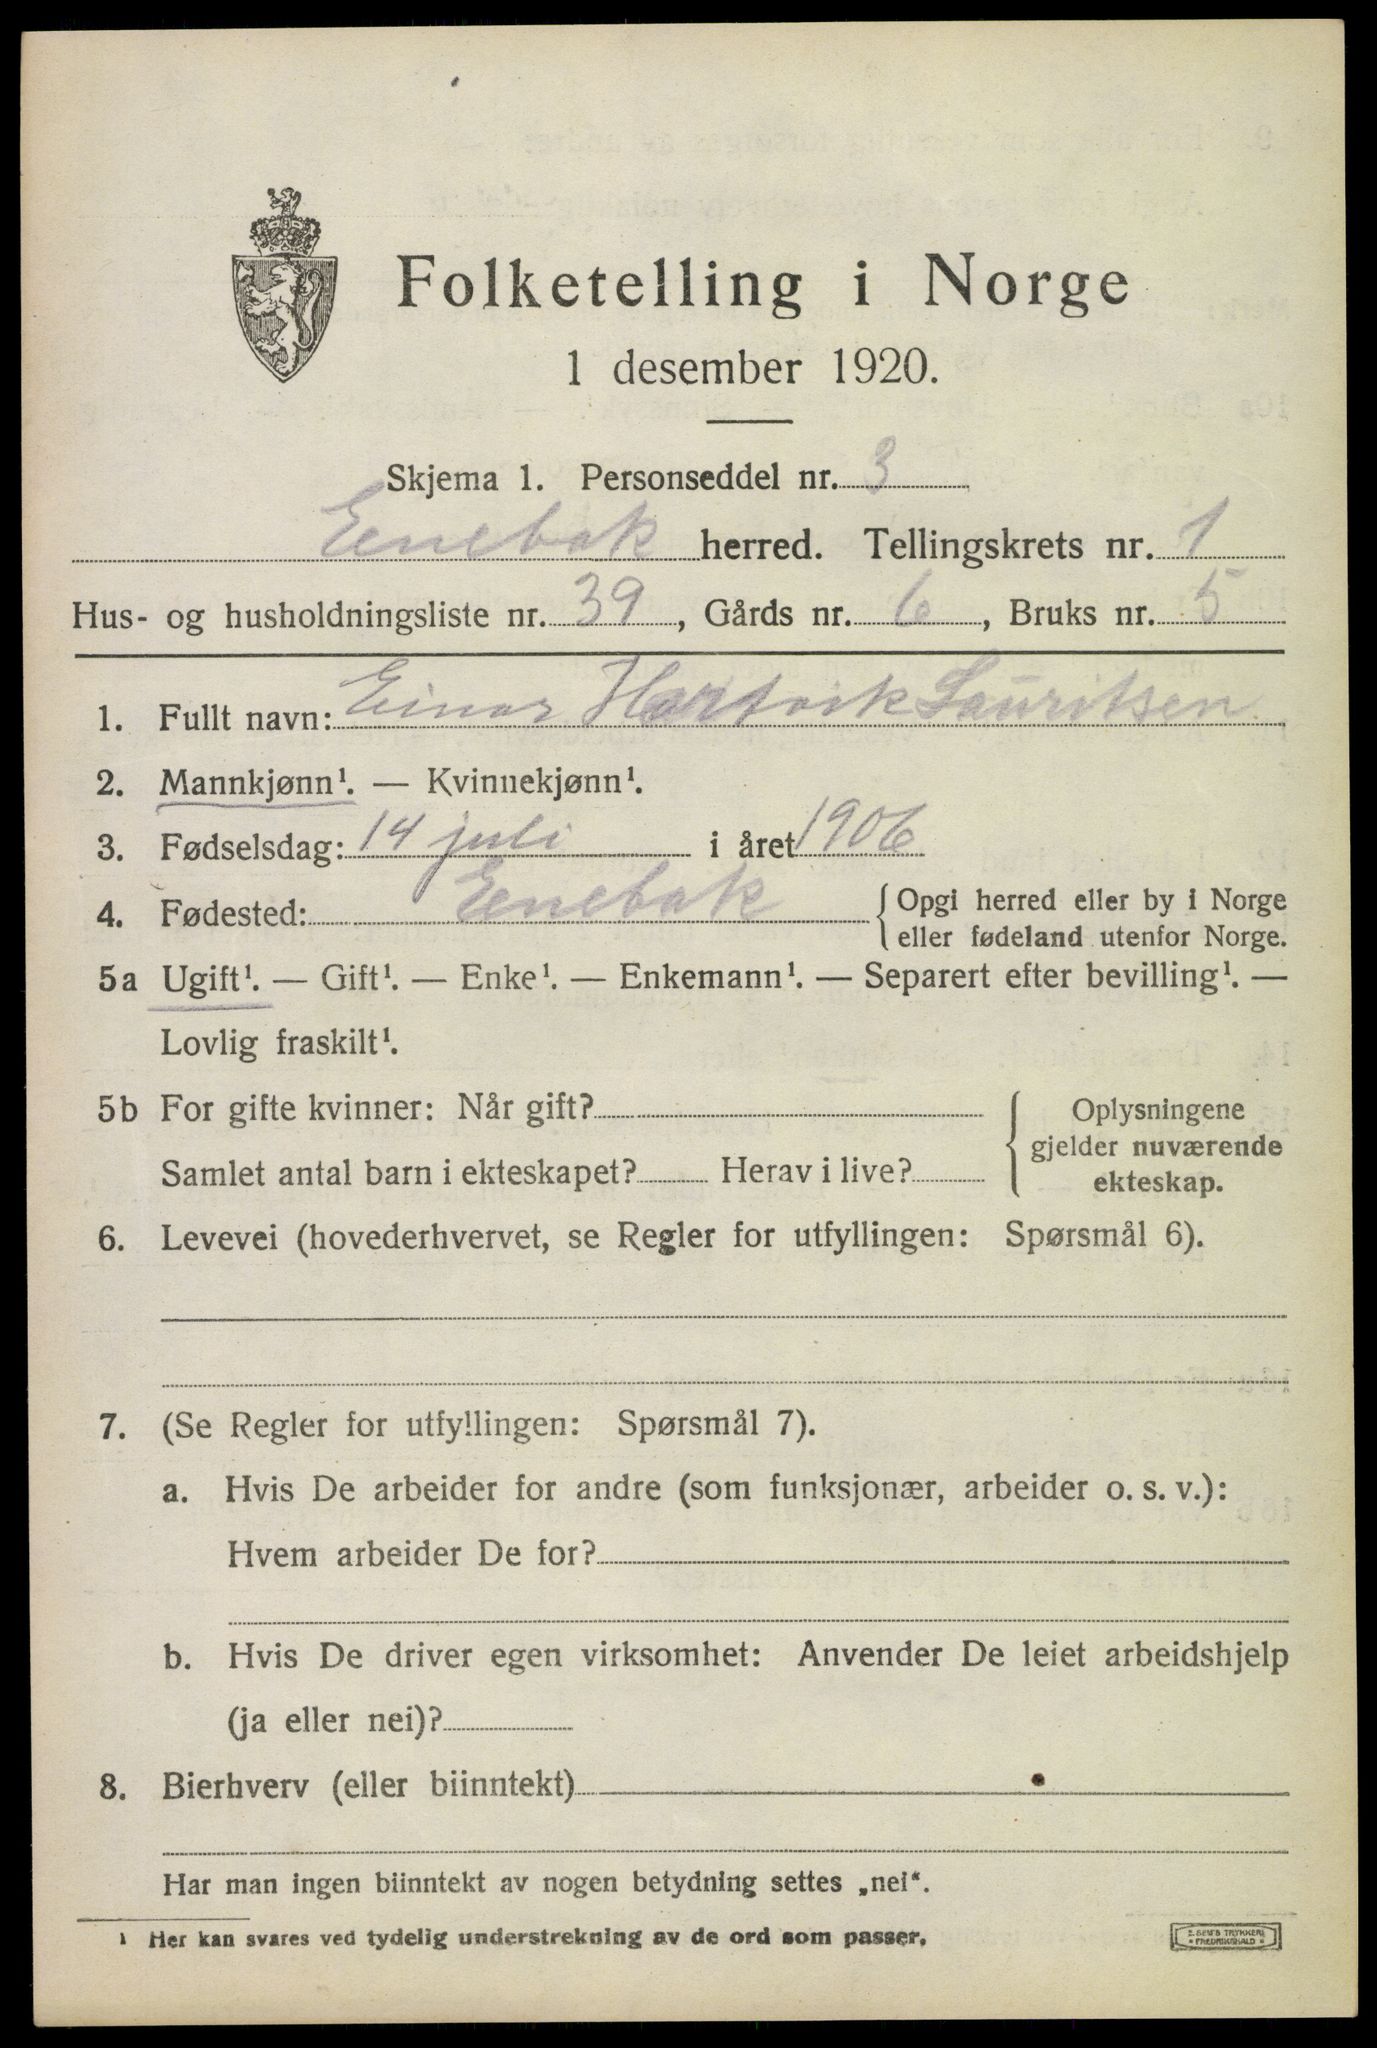 Folketelling i Norge
1 desember 1920.
Skjema 1. Personseddel nr. 3
Eenebak herred. Tellingskrets nr. 1
Hus- og husholdningsliste nr. 39, Gårds nr. 6, Bruks nr. 5
1. Fullt navn: Einar Hartvik Lauritsen
2. Mannkjønn¹. — Kvinnekjønn¹.
3. Fødselsdag: 14 juli i året 1906
4. Fødested: Eenebak {Opgi herred eller by i Norge
eller fødeland utenfor Norge.
5a Ugift¹. — Gift¹. — Enke¹. — Enkemann¹. — Separert efter bevilling¹. —
Lovlig fraskilt¹.
5b For gifte kvinner: Når gift? { Oplysningene
gjelder nuværende
Samlet antal barn i ekteskapet? Herav i live? ekteskap.
6. Levevei (hovederhvervet, se Regler for utfyllingen: Spørsmål 6).
7. (Se Regler for utfyllingen: Spørsmål 7).
a. Hvis De arbeider for andre (som funksjonær, arbeider o. s. v.):
Hvem arbeider De for?
b. Hvis De driver egen virksomhet: Anvender De leiet arbeidshjelp
(ja eller nei)?
8. Bierhverv (eller biinntekt)
Har man ingen biinntekt av nogen betydning settes „nei“.
¹ Her kan svares ved tydelig understrekning av de ord som passer.
E. SEMS TRYKKERI
* FREDRIKSHALD *